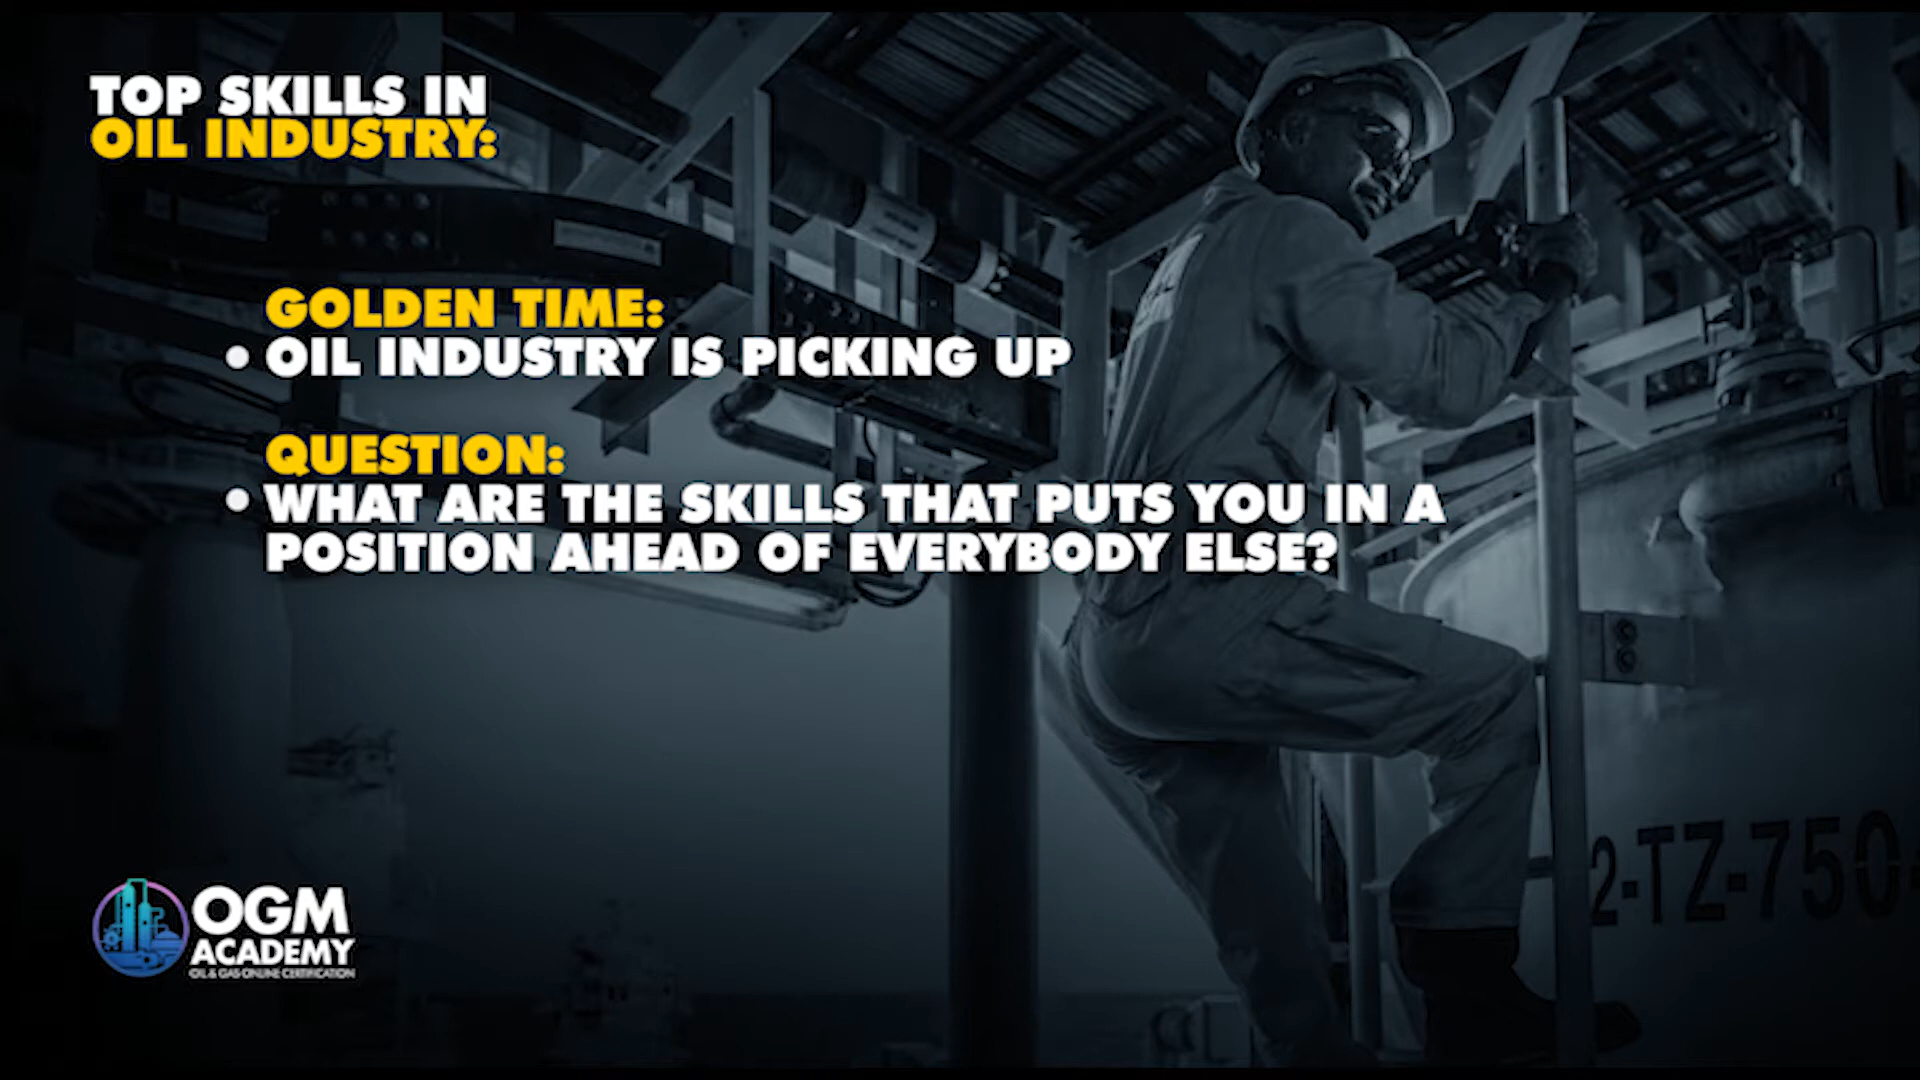 TOP SKILLS IN
OIL INDUSTRY:
GOLDEN TIME:
• OIL INDUSTRY IS PICKING UP
QUESTION:
• WHAT ARE THE SKILLS THAT PUTS YOU IN A
POSITION AHEAD OF EVERYBODY ELSE?
2-TZ-750
OGM
ACADEMY
OIL & GAS ONLINE CERTIFICATION